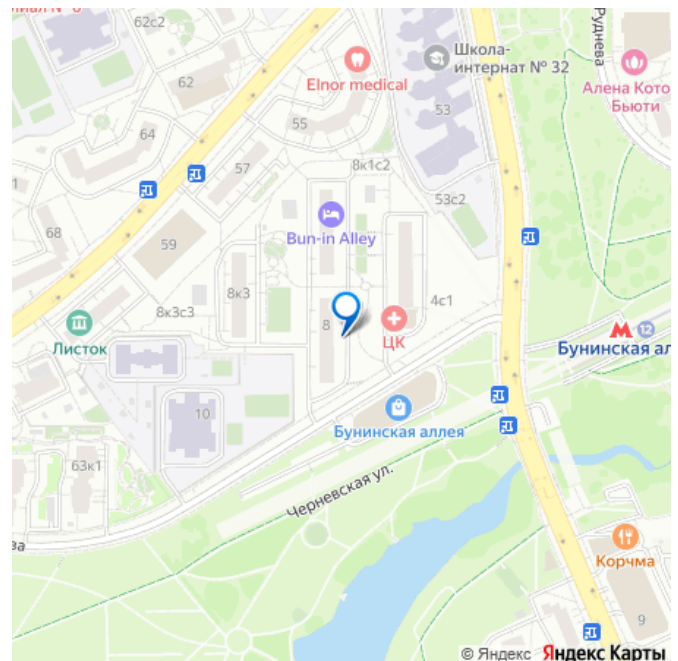 62с2
62
Elnor medical
Школа-
интернат № 32
Руднева
Алена Кото
Бьюти
64
55
53
57
8к1с2
53с2
68
59
Bun-in Alley
8к3с3
8к3
4с1
8
ЦК
Листок
М 12
Бунинская ал
10
Бунинская аллея
63к1
Черневская ул.
Корчма
9
© Яндекс Яндекс Карты